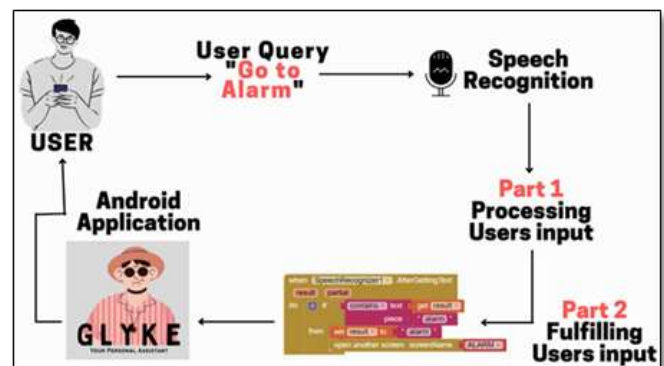 USER
User Query
"Go to
Alarm"
Speech
Recognition
Part 1
Processing
Users input
Part 2
Fulfilling
Users input
when SpeechRecognizer1 .AfterGettingText
result partial
do if contains text get result
piece "alarm"
then set result to "alarm"
open another screen screenName ALARM
Android
Application
GLYKE
YOUR PERSONAL ASSISTANT